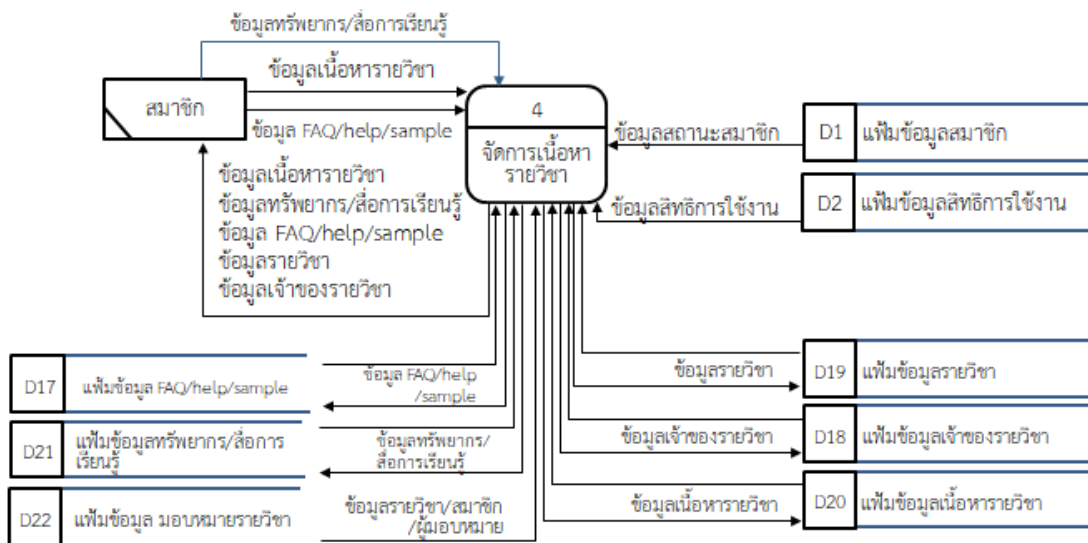 ข้อมูลทรัพยากร/สื่อการเรียนรู้
ข้อมูลเนื้อหารายวิชา
สมาชิก
ข้อมูล FAQ/help/sample
4
จัดการเนื้อหา
รายวิชา
ข้อมูลสถานะสมาชิก
D1 แฟ้มข้อมูลสมาชิก
ข้อมูลสิทธิการใช้งาน
D2 แฟ้มข้อมูลสิทธิการใช้งาน
ข้อมูลเนื้อหารายวิชา
ข้อมูลทรัพยากร/สื่อการเรียนรู้
ข้อมูล FAQ/help/sample
ข้อมูลรายวิชา
ข้อมูลเจ้าของรายวิชา
D17 แฟ้มข้อมูล FAQ/help/sample
ข้อมูล FAQ/help
/sample
ข้อมูลรายวิชา
D19 แฟ้มข้อมูลรายวิชา
D21 แฟ้มข้อมูลทรัพยากร/สื่อการ
เรียนรู้
ข้อมูลทรัพยากร/
สื่อการเรียนรู้
ข้อมูลเจ้าของรายวิชา
D18 แฟ้มข้อมูลเจ้าของรายวิชา
D22 แฟ้มข้อมูล มอบหมายรายวิชา
ข้อมูลรายวิชา/สมาชิก
/ผู้มอบหมาย
ข้อมูลเนื้อหารายวิชา
D20 แฟ้มข้อมูลเนื้อหารายวิชา